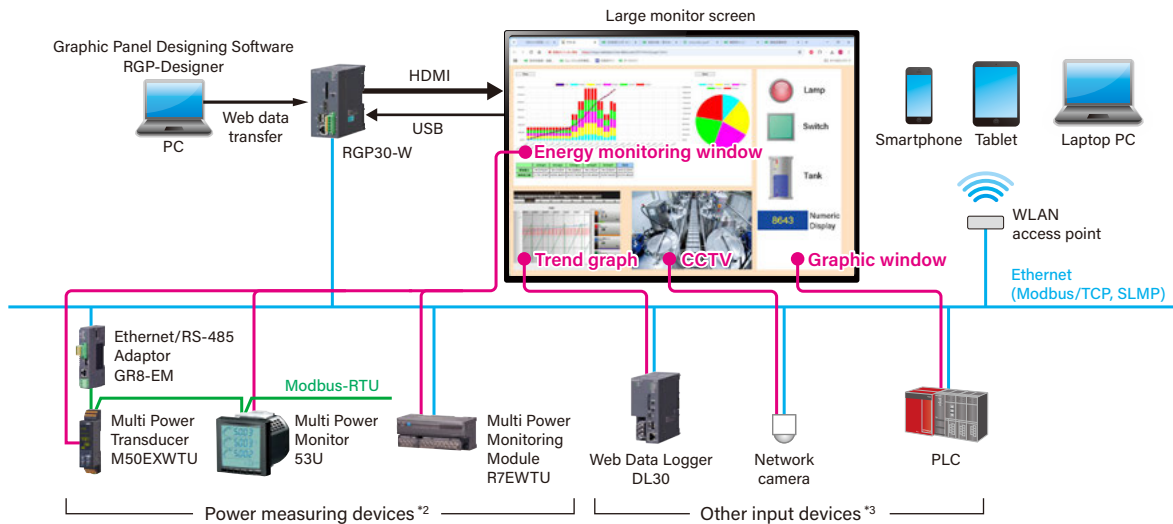 Large monitor screen
Graphic Panel Designing Software
RGP-Designer
PC
Web data
transfer
RGP30-W
HDMI
USB
Lamp
Switch
Tank
8643
Numeric
Display
Energy monitoring window
Trend graph
CCTV
Graphic window
Smartphone
Tablet
Laptop PC
WLAN
access point
Ethernet
(Modbus/TCP, SLMP)
Ethernet/RS-485
Adaptor
GR8-EM
Modbus-RTU
Multi Power
Transducer
M50EXWTU
Multi Power
Monitor
53U
Multi Power
Monitoring
Module
R7EWTU
Web Data Logger
DL30
Network
camera
PLC
Power measuring devices *2
Other input devices *3